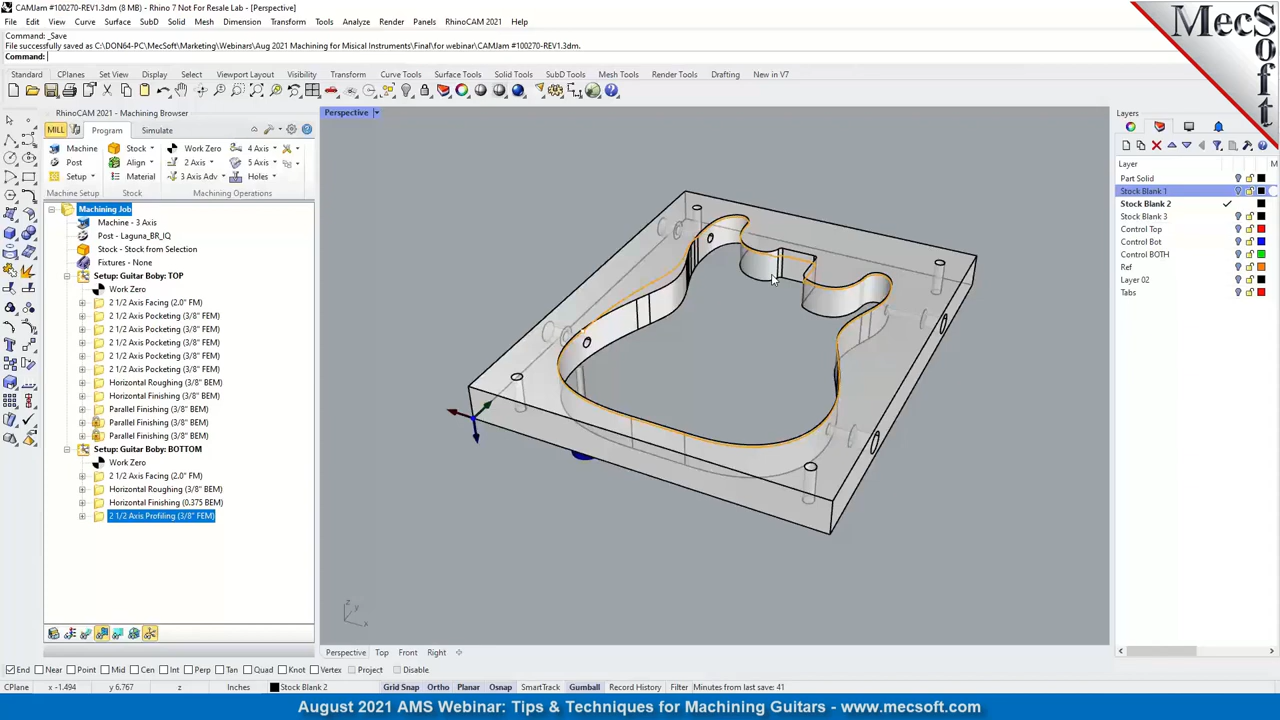 CAMJam #100270-REV1.3dm (8 MB) - Rhino 7 Not For Resale Lab - [Perspective]
File Edit View Curve Surface SubD Solid Mesh Dimension Transform Tools Analyze Render Panels RhinoCAM 2021 Help
Command: _Save
File successfully saved as C:\DON64-PC\MecSoft\Marketing\Webinars\Aug 2021 Machining for Misical Instruments\Final\for webinar\CAMJam #100270-REV1.3dm.
Command:
Standard CPlanes Set View Display Select Viewport Layout Visibility Transform Curve Tools Surface Tools Solid Tools SubD Tools Mesh Tools Render Tools Drafting New in V7
MecSoft
RhinoCAM 2021 - Machining Browser
MILL Program Simulate
Machine Stock Work Zero 4 Axis
Post Align 2 Axis 5 Axis
Setup Material 3 Axis Adv Holes
Machine Setup Stock Machining Operations
Machining Job
Machine - 3 Axis
Post - Laguna_BR_IQ
Stock - Stock from Selection
Fixtures - None
Setup: Guitar Boby: TOP
Work Zero
2 1/2 Axis Facing (2.0" FM)
2 1/2 Axis Pocketing (3/8" FEM)
2 1/2 Axis Pocketing (3/8" FEM)
2 1/2 Axis Pocketing (3/8" FEM)
2 1/2 Axis Pocketing (3/8" FEM)
2 1/2 Axis Pocketing (3/8" FEM)
Horizontal Roughing (3/8" BEM)
Horizontal Finishing (3/8" BEM)
Parallel Finishing (3/8" BEM)
Parallel Finishing (3/8" BEM)
Parallel Finishing (3/8" BEM)
Setup: Guitar Boby: BOTTOM
Work Zero
2 1/2 Axis Facing (2.0" FM)
Horizontal Roughing (3/8" BEM)
Horizontal Finishing (0.375 BEM)
2 1/2 Axis Profiling (3/8" FEM)
Perspective
z
y
x
Layers
Layer M
Part Solid
Stock Blank 1
Stock Blank 2
Stock Blank 3
Control Top
Control Bot
Control BOTH
Ref
Layer 02
Tabs
Perspective Top Front Right
End Near Point Mid Cen Int Perp Tan Quad Knot Vertex Project Disable
CPlane x -1.494 y 6.767 z Inches Stock Blank 2 Grid Snap Ortho Planar Osnap SmartTrack Gumball Record History Filter Minutes from last save: 41
August 2021 AMS Webinar: Tips & Techniques for Machining Guitars - www.mecsoft.com